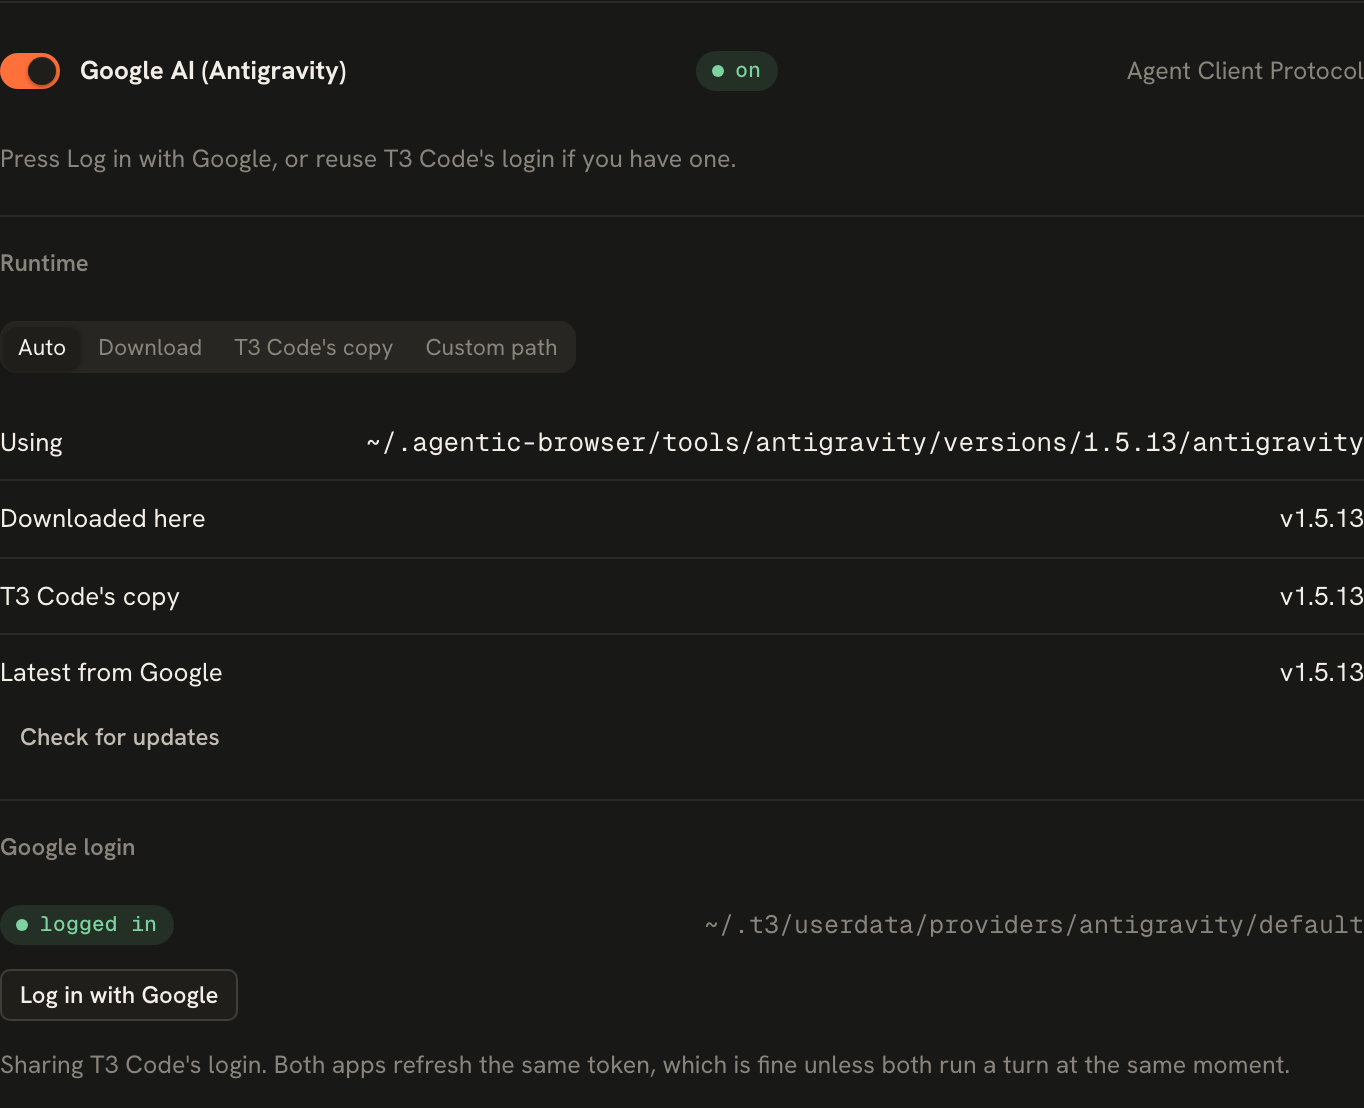 Google AI (Antigravity)
on
Agent Client Protocol
Press Log in with Google, or reuse T3 Code's login if you have one.
Runtime
Auto Download T3 Code's copy Custom path
Using ~/.agentic-browser/tools/antigravity/versions/1.5.13/antigravity
Downloaded here v1.5.13
T3 Code's copy v1.5.13
Latest from Google v1.5.13
Check for updates
Google login
logged in ~/.t3/userdata/providers/antigravity/default
Log in with Google
Sharing T3 Code's login. Both apps refresh the same token, which is fine unless both run a turn at the same moment.